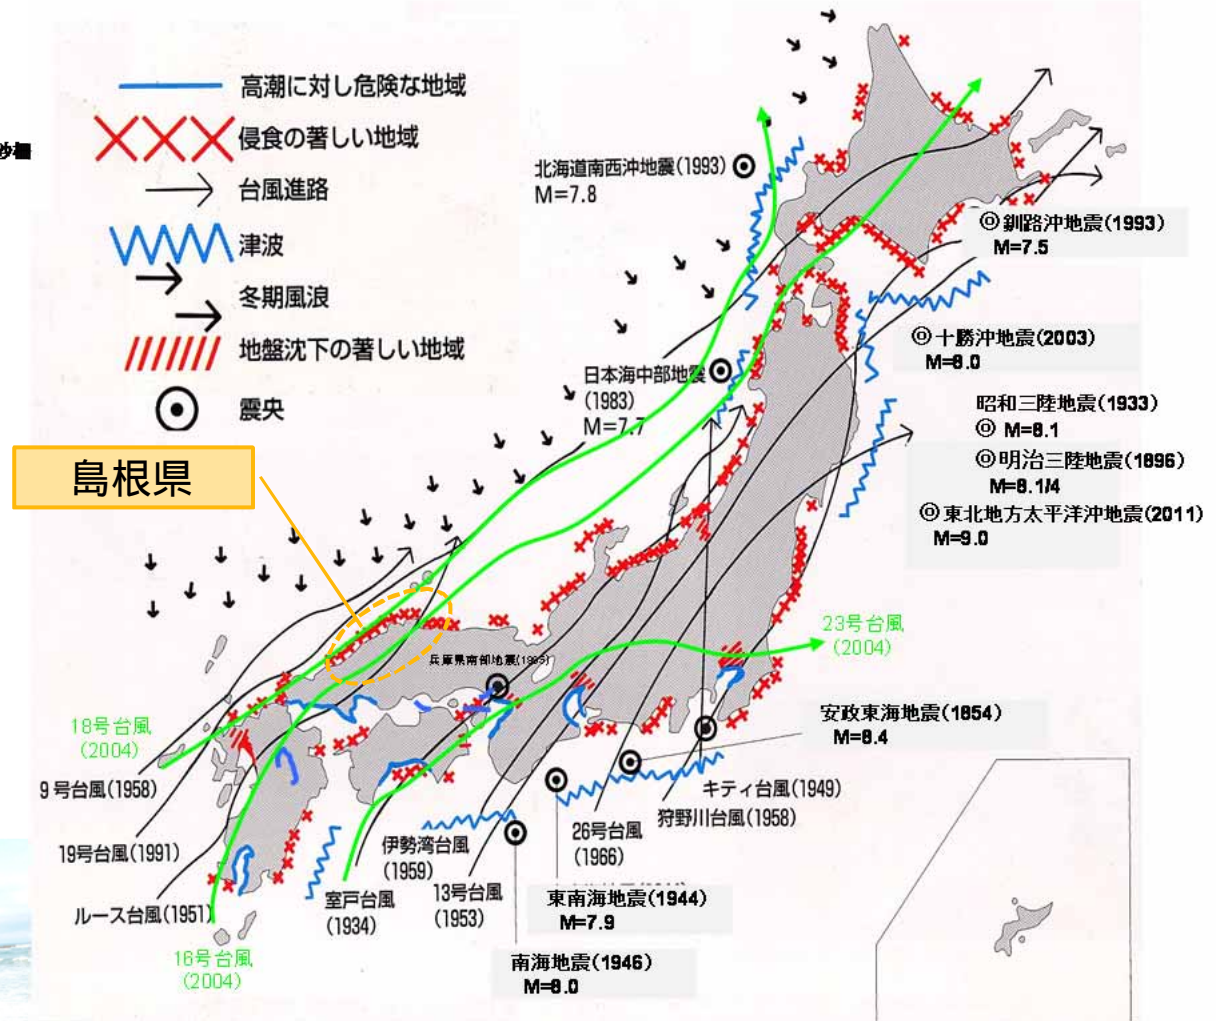 高潮に対し危険な地域
侵食の著しい地域
台風進路
津波
冬期風浪
地盤沈下の著しい地域
震央
島根県
北海道南西沖地震(1993)
M=7.8
釧路沖地震(1993)
M=7.5
十勝沖地震(2003)
M=8.0
日本海中部地震
(1983)
M=7.7
昭和三陸地震(1933)
M=8.1
明治三陸地震(1896)
M=8.1/4
東北地方太平洋沖地震(2011)
M=9.0
23号台風
(2004)
兵庫県南部地震(1995)
安政東海地震(1854)
M=8.4
18号台風
(2004)
9号台風(1958)
19号台風(1991)
ルース台風(1951)
16号台風
(2004)
室戸台風
(1934)
伊勢湾台風
(1959)
13号台風
(1953)
26号台風
(1966)
キティ台風(1949)
狩野川台風(1958)
東南海地震(1944)
M=7.9
南海地震(1946)
M=8.0